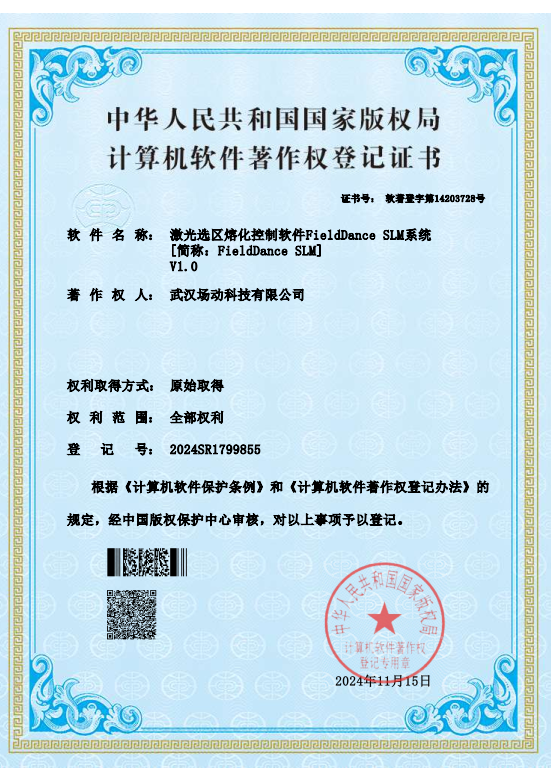 中华人民共和国国家版权局
计算机软件著作权登记证书
证书号： 软著登字第14203728号
软件名称： 激光选区熔化控制软件FieldDance SLM系统
[简称：FieldDance SLM]
V1.0
著作权人： 武汉场动科技有限公司
权利取得方式： 原始取得
权利范围： 全部权利
登记号： 2024SR1799855
根据《计算机软件保护条例》和《计算机软件著作权登记办法》的
规定，经中国版权保护中心审核，对以上事项予以登记。
中华人民共和国国家版权局
计算机软件著作权
登记专用章
2024年11月15日